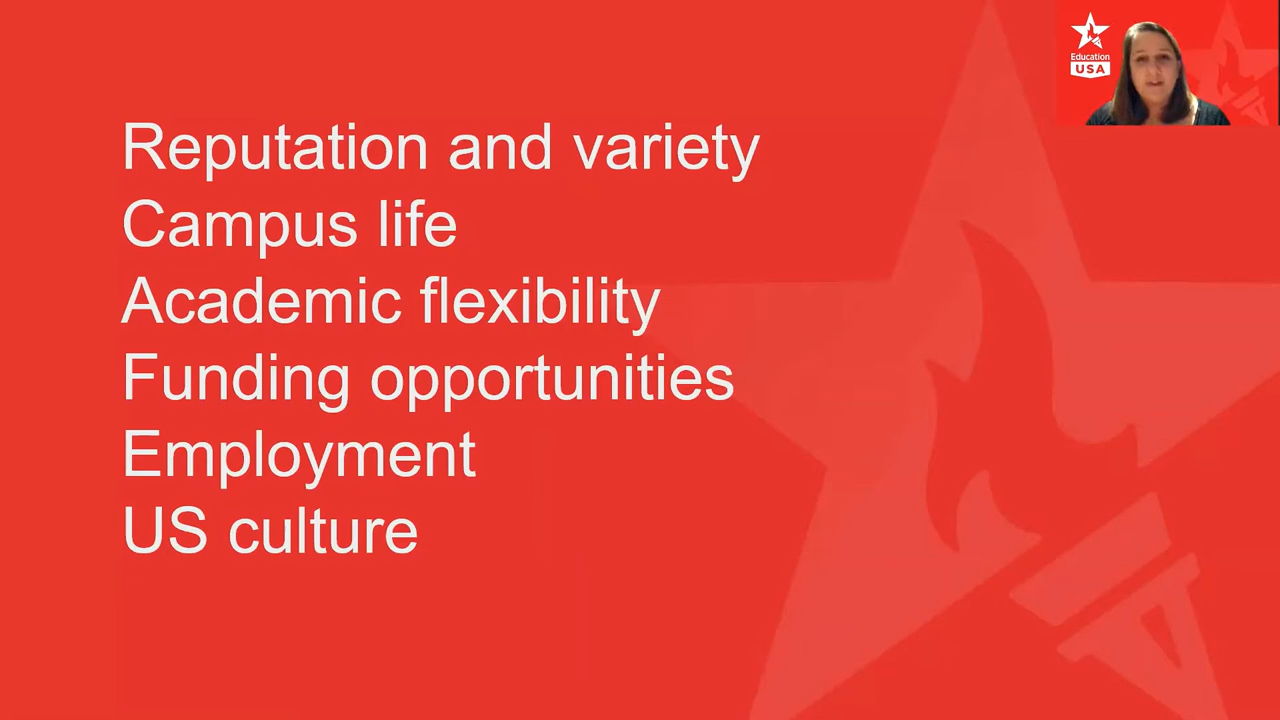 Reputation and variety
Campus life
Academic flexibility
Funding opportunities
Employment
US culture
Education
USA